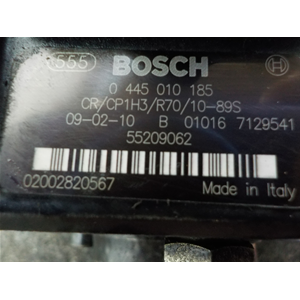 555 BOSCH
0 445 010 185
CR/CP1H3/R70/10-89S
09-02-10 B 01016 7129541
55209062
02002820567 Made in Italy